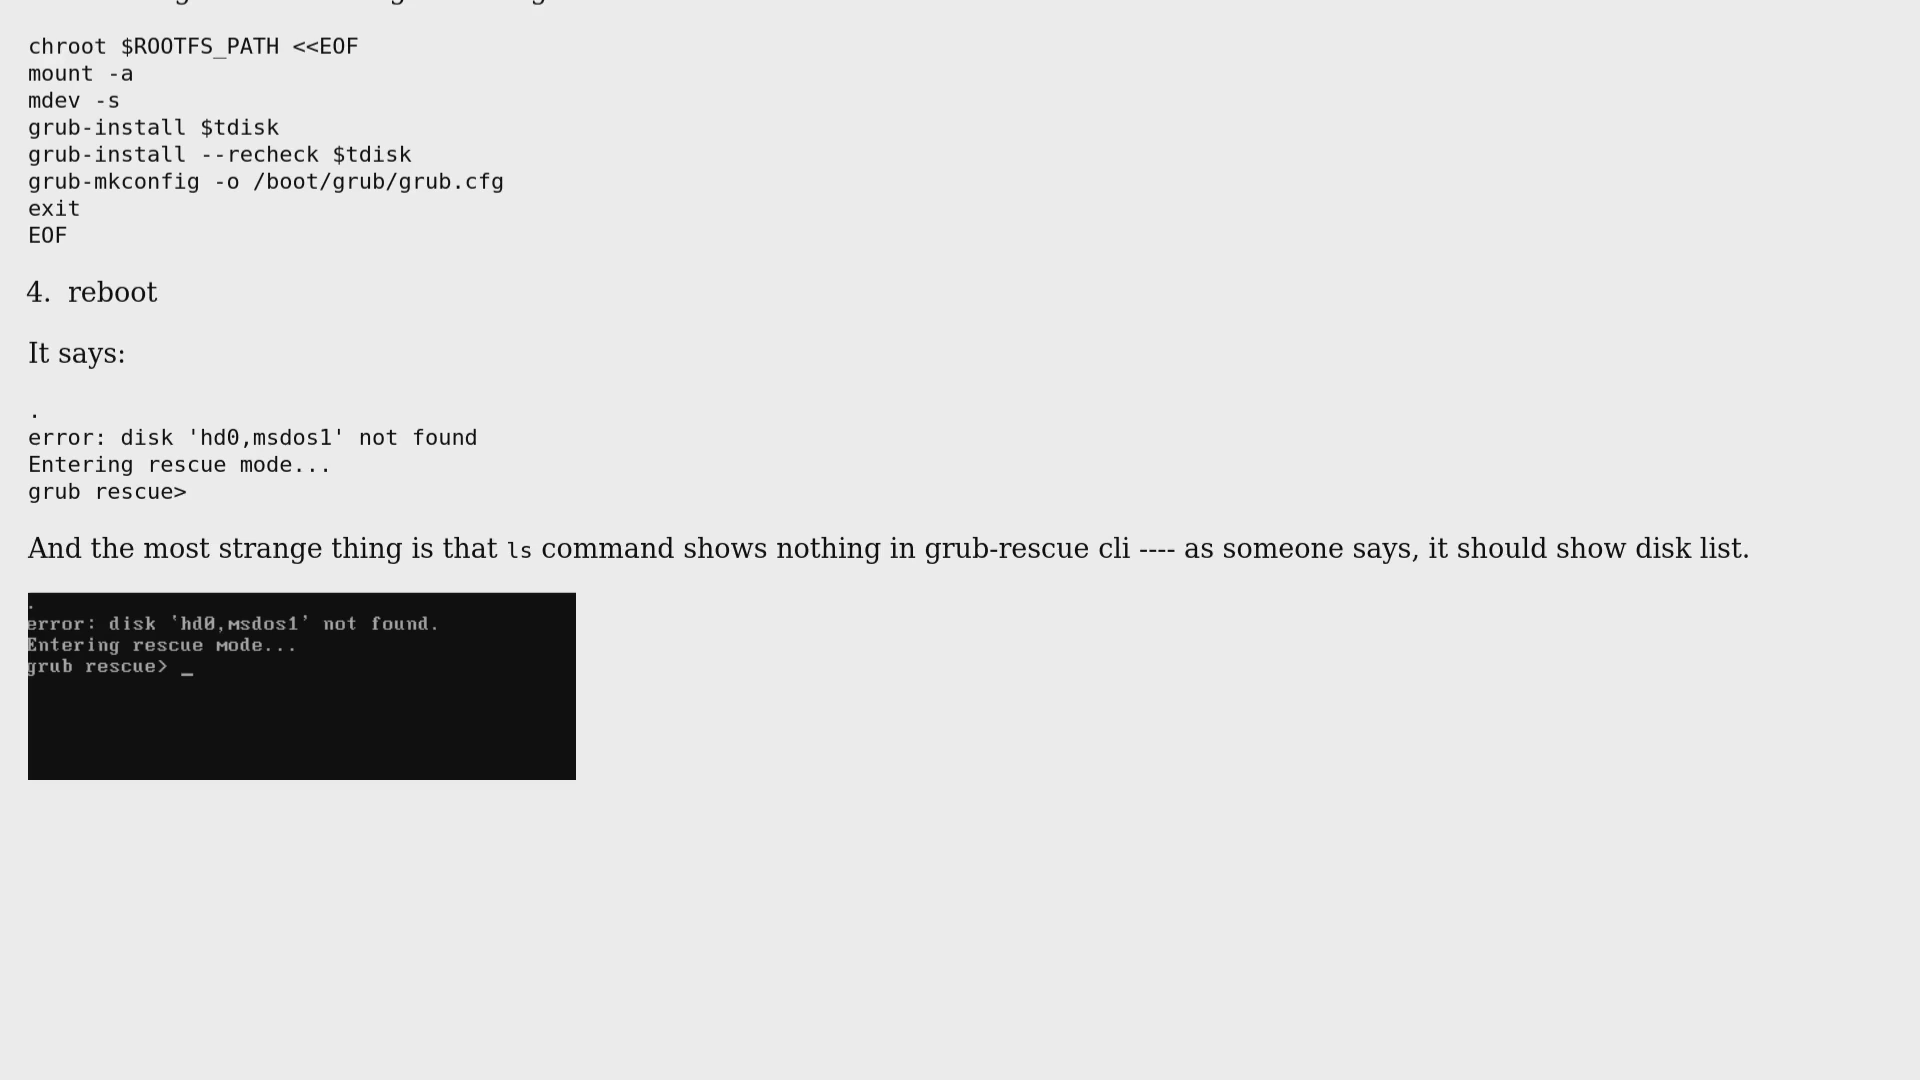 chroot $ROOTFS_PATH <<EOF
mount -a
mdev -s
grub-install $tdisk
grub-install --recheck $tdisk
grub-mkconfig -o /boot/grub/grub.cfg
exit
EOF
4. reboot
It says:
.
error: disk 'hd0,msdos1' not found
Entering rescue mode...
grub rescue>
And the most strange thing is that ls command shows nothing in grub-rescue cli ---- as someone says, it should show disk list.
.
error: disk 'hd0,msdos1' not found.
Entering rescue mode...
grub rescue> _